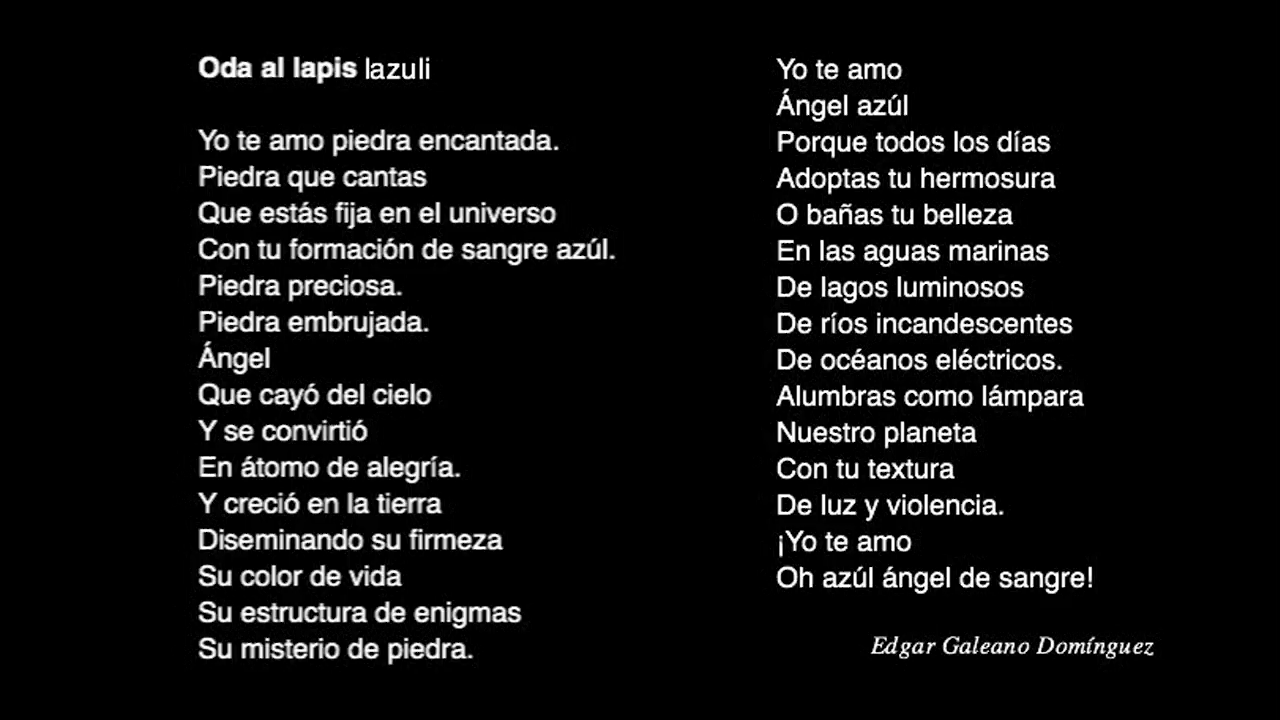 Oda al lapis lazuli
Yo te amo piedra encantada.
Piedra que cantas
Que estás fija en el universo
Con tu formación de sangre azúl.
Piedra preciosa.
Piedra embrujada.
Ángel
Que cayó del cielo
Y se convirtió
En átomo de alegría.
Y creció en la tierra
Diseminando su firmeza
Su color de vida
Su estructura de enigmas
Su misterio de piedra.
Yo te amo
Ángel azúl
Porque todos los días
Adoptas tu hermosura
O bañas tu belleza
En las aguas marinas
De lagos luminosos
De ríos incandescentes
De océanos eléctricos.
Alumbras como lámpara
Nuestro planeta
Con tu textura
De luz y violencia.
¡Yo te amo
Oh azúl ángel de sangre!
Edgar Galeano Domínguez